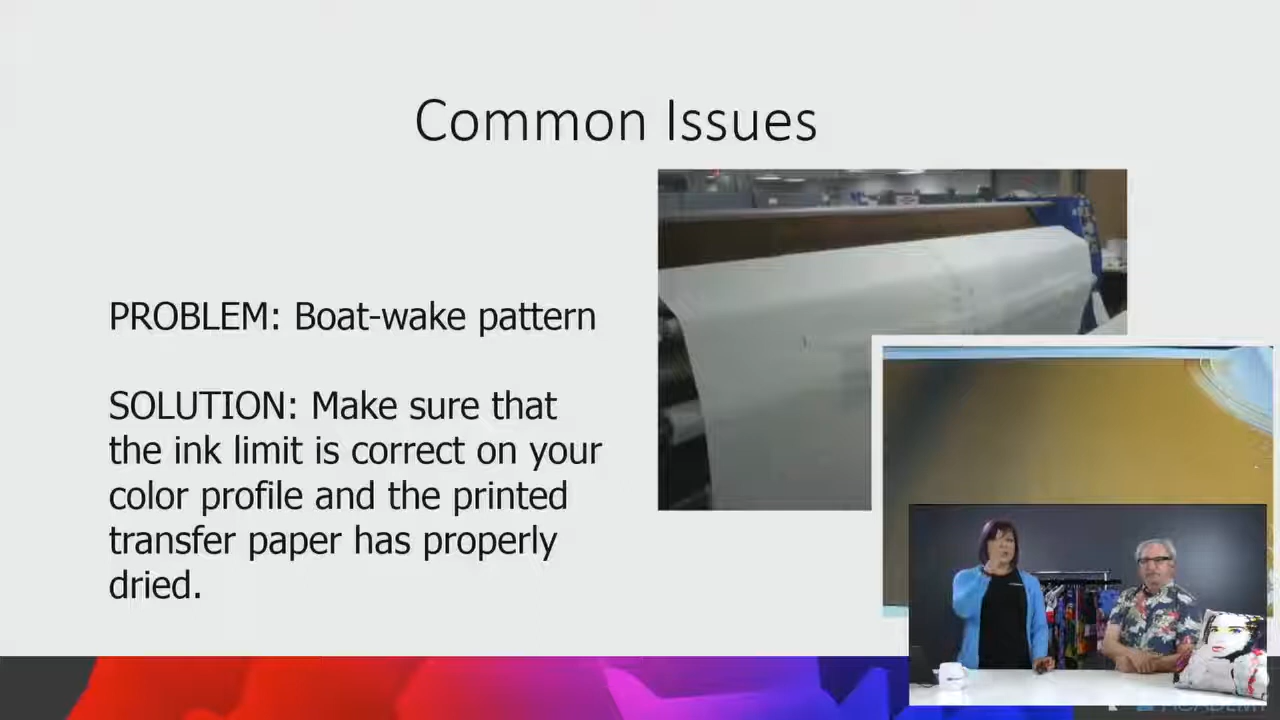 Common Issues
PROBLEM: Boat-wake pattern
SOLUTION: Make sure that
the ink limit is correct on your
color profile and the printed
transfer paper has properly
dried.